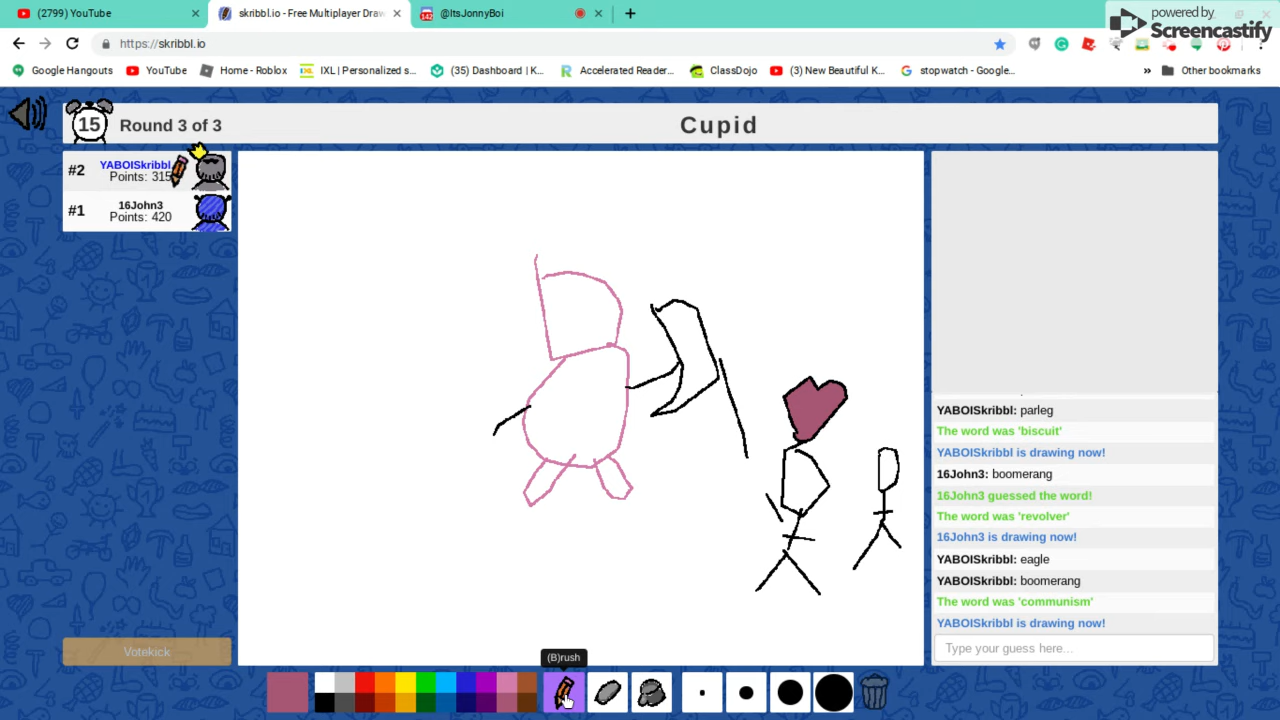 (2799) YouTube
skribbl.io - Free Multiplayer Draw
142 @ItsJonnyBoi
powered by
Screencastify
https://skribbl.io
Google Hangouts YouTube Home - Roblox IXL | Personalized s... (35) Dashboard | K... Accelerated Reader... ClassDojo (3) New Beautiful K... stopwatch - Google... » Other bookmarks
15 Round 3 of 3 Cupid
#2 YABOISkribbl
Points: 315
#1 16John3
Points: 420
YABOISkribbl: parleg
The word was 'biscuit'
YABOISkribbl is drawing now!
16John3: boomerang
16John3 guessed the word!
The word was 'revolver'
16John3 is drawing now!
YABOISkribbl: eagle
YABOISkribbl: boomerang
The word was 'communism'
YABOISkribbl is drawing now!
Type your guess here...
Votekick
(B)rush